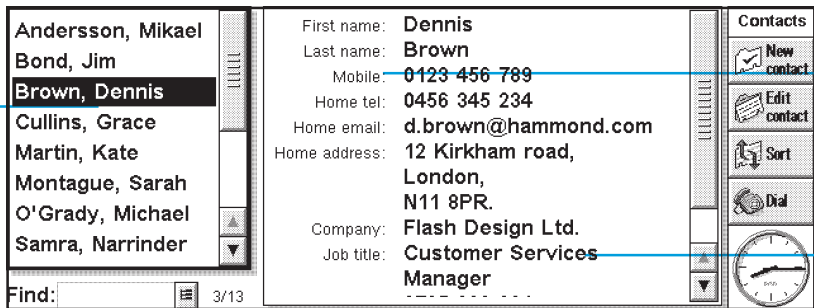 Andersson, Mikael
Bond, Jim
Brown, Dennis
Cullins, Grace
Martin, Kate
Montague, Sarah
O'Grady, Michael
Samra, Narrinder
Find:
3/13
First name: Dennis
Last name: Brown
Mobile: 0123 456 789
Home tel: 0456 345 234
Home email: d.brown@hammond.com
Home address: 12 Kirkham road,
London,
N11 8PR.
Company: Flash Design Ltd.
Job title: Customer Services
Manager
Contacts
New
contact
Edit
contact
Sort
Dial